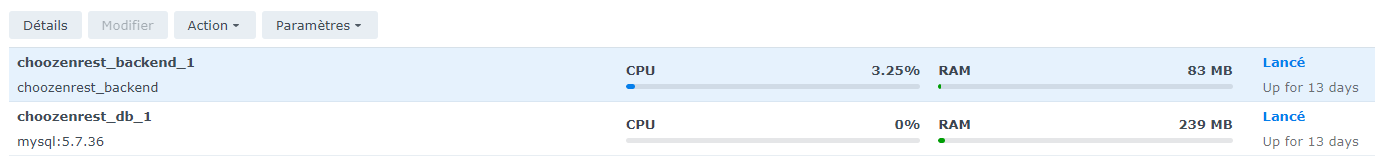 Détails Modifier Action Paramètres
choozenrest_backend_1 CPU 3.25% RAM 83 MB Lancé
choozenrest_backend Up for 13 days
choozenrest_db_1 CPU 0% RAM 239 MB Lancé
mysql:5.7.36 Up for 13 days